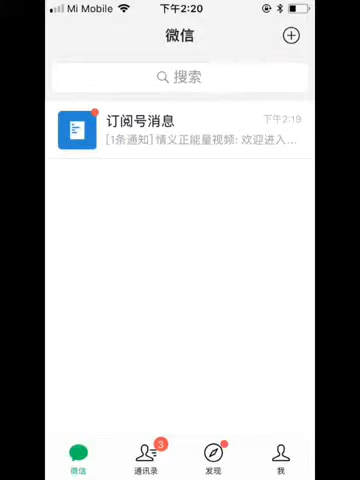 Mi Mobile 下午2:20
微信
搜索
订阅号消息 下午2:19
[1条通知] 情义正能量视频: 欢迎进入...
3
微信 通讯录 发现 我